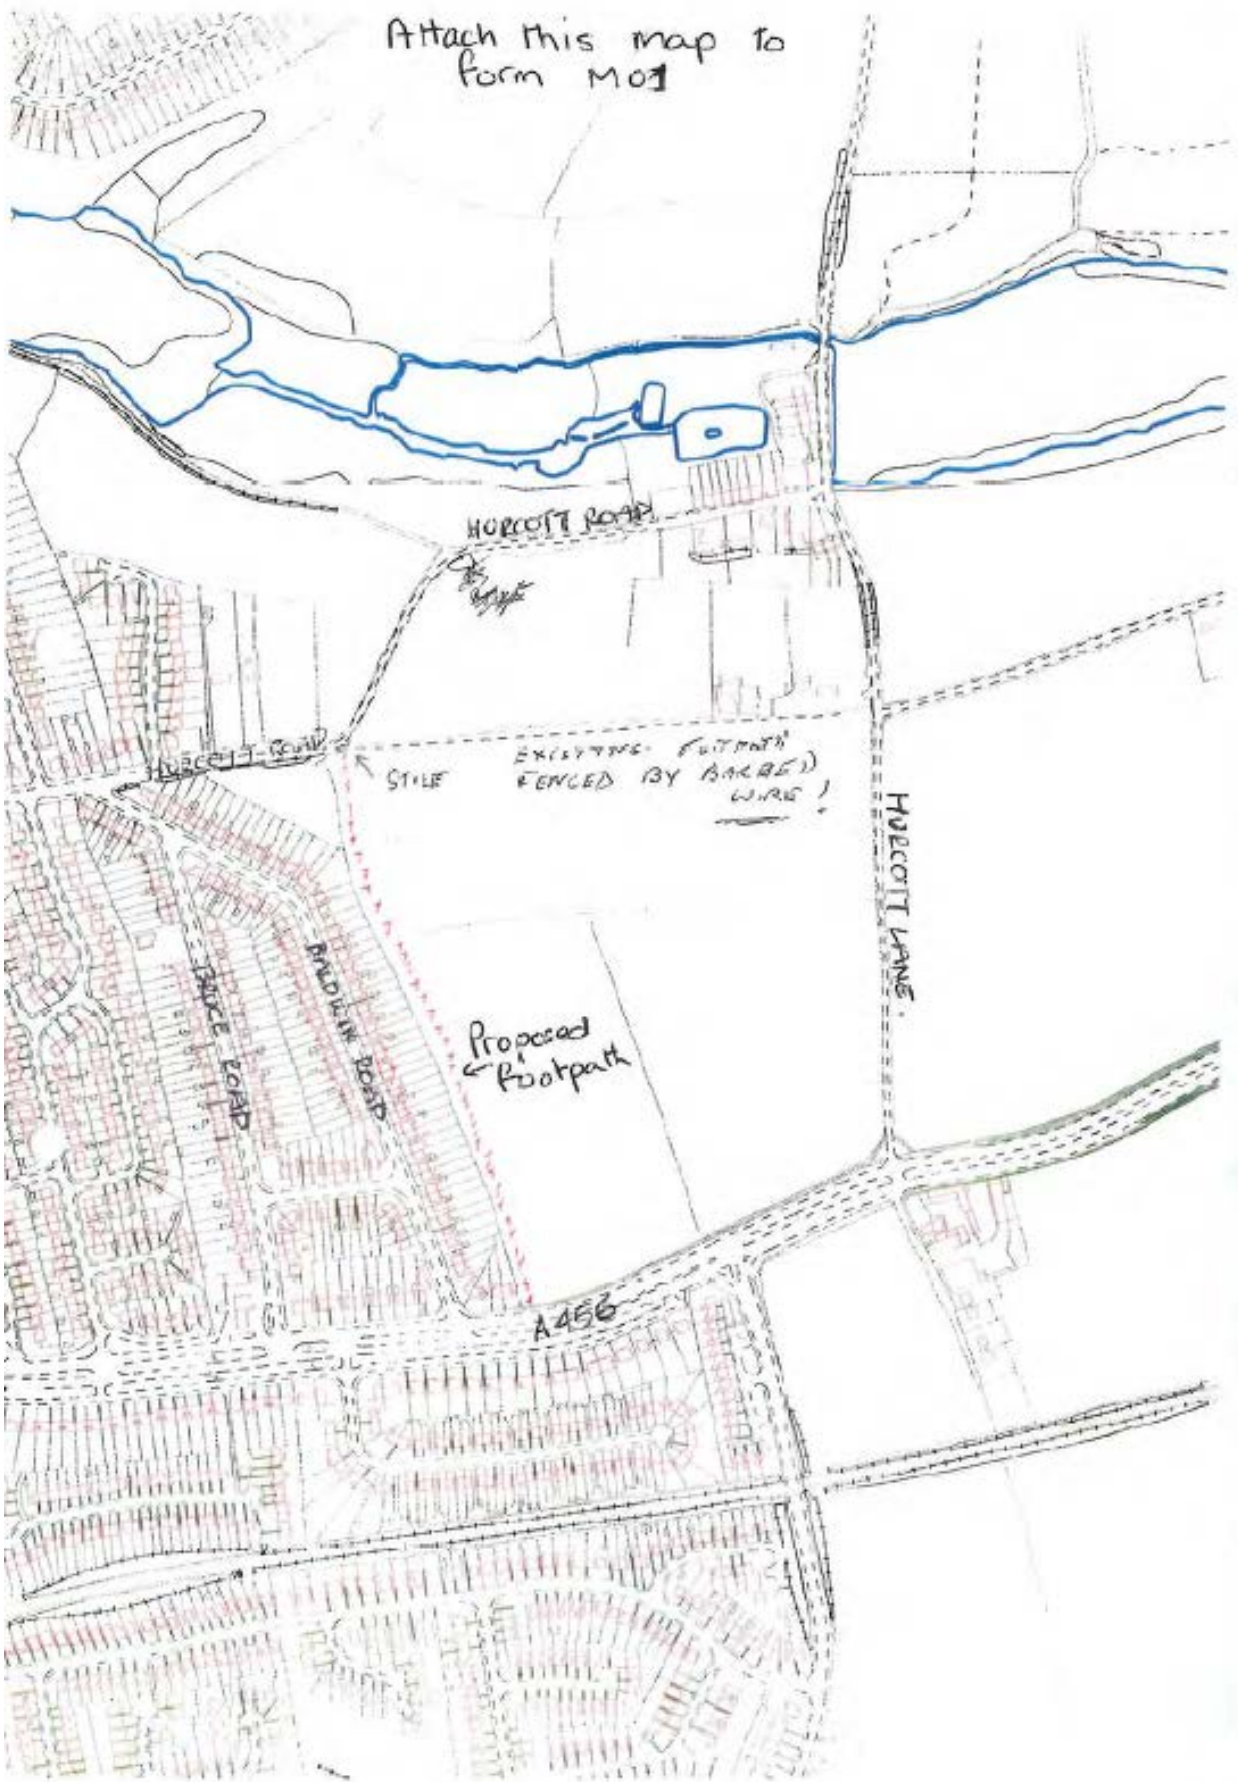 Attach this map to
form M01
HURCOTT ROAD
HURCOTT ROAD
STILE
EXISTING FOOTPATH
FENCED BY BARBED
WIRE !
HURCOTT LANE.
BRUCE ROAD
BALDWIN ROAD
Proposed
footpath
A456